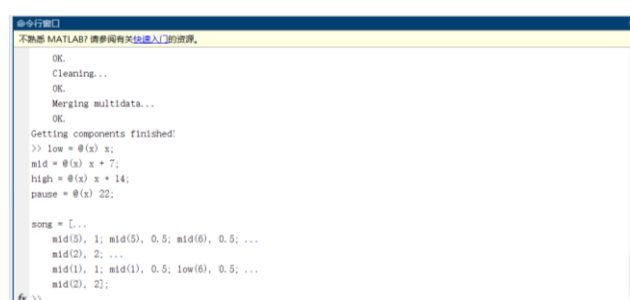 命令行窗口
不熟悉 MATLAB? 请参阅有关快速入门的资源。
OK.
Cleaning...
OK.
Merging multidata...
OK.
Getting components finished!
>> low = @(x) x;
mid = @(x) x + 7;
high = @(x) x + 14;
pause = @(x) 22;
song = [...
mid(5), 1; mid(5), 0.5; mid(6), 0.5; ...
mid(2), 2; ...
mid(1), 1; mid(1), 0.5; low(6), 0.5; ...
mid(2), 2];
fx >>